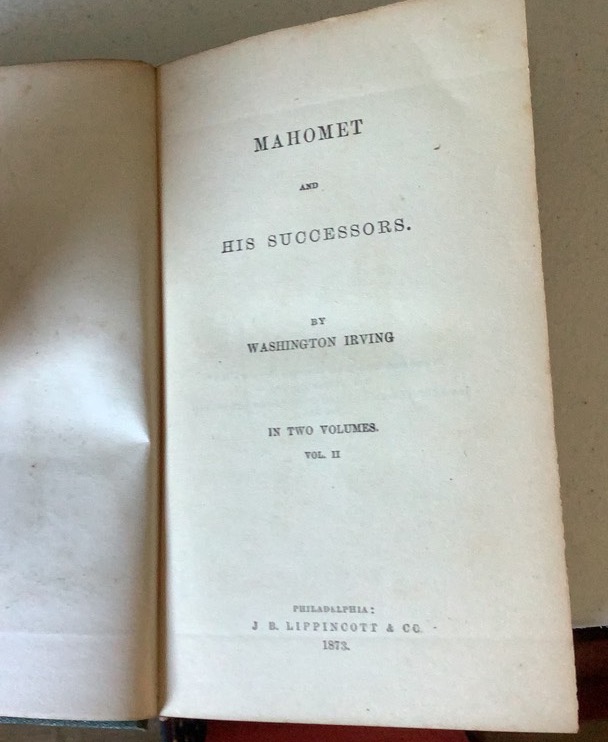 MAHOMET
AND
HIS SUCCESSORS.
BY
WASHINGTON IRVING
IN TWO VOLUMES.
VOL. II
PHILADELPHIA:
J. B. LIPPINCOTT & CO.
1873.